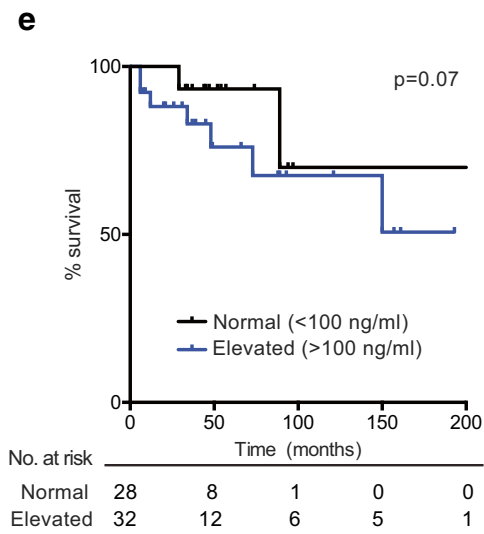 e
100
p=0.07
50
% survival
Normal (<100 ng/ml)
Elevated (>100 ng/ml)
0
0 50 100 150 200
Time (months)
No. at risk
Normal 28 8 1 0 0
Elevated 32 12 6 5 1